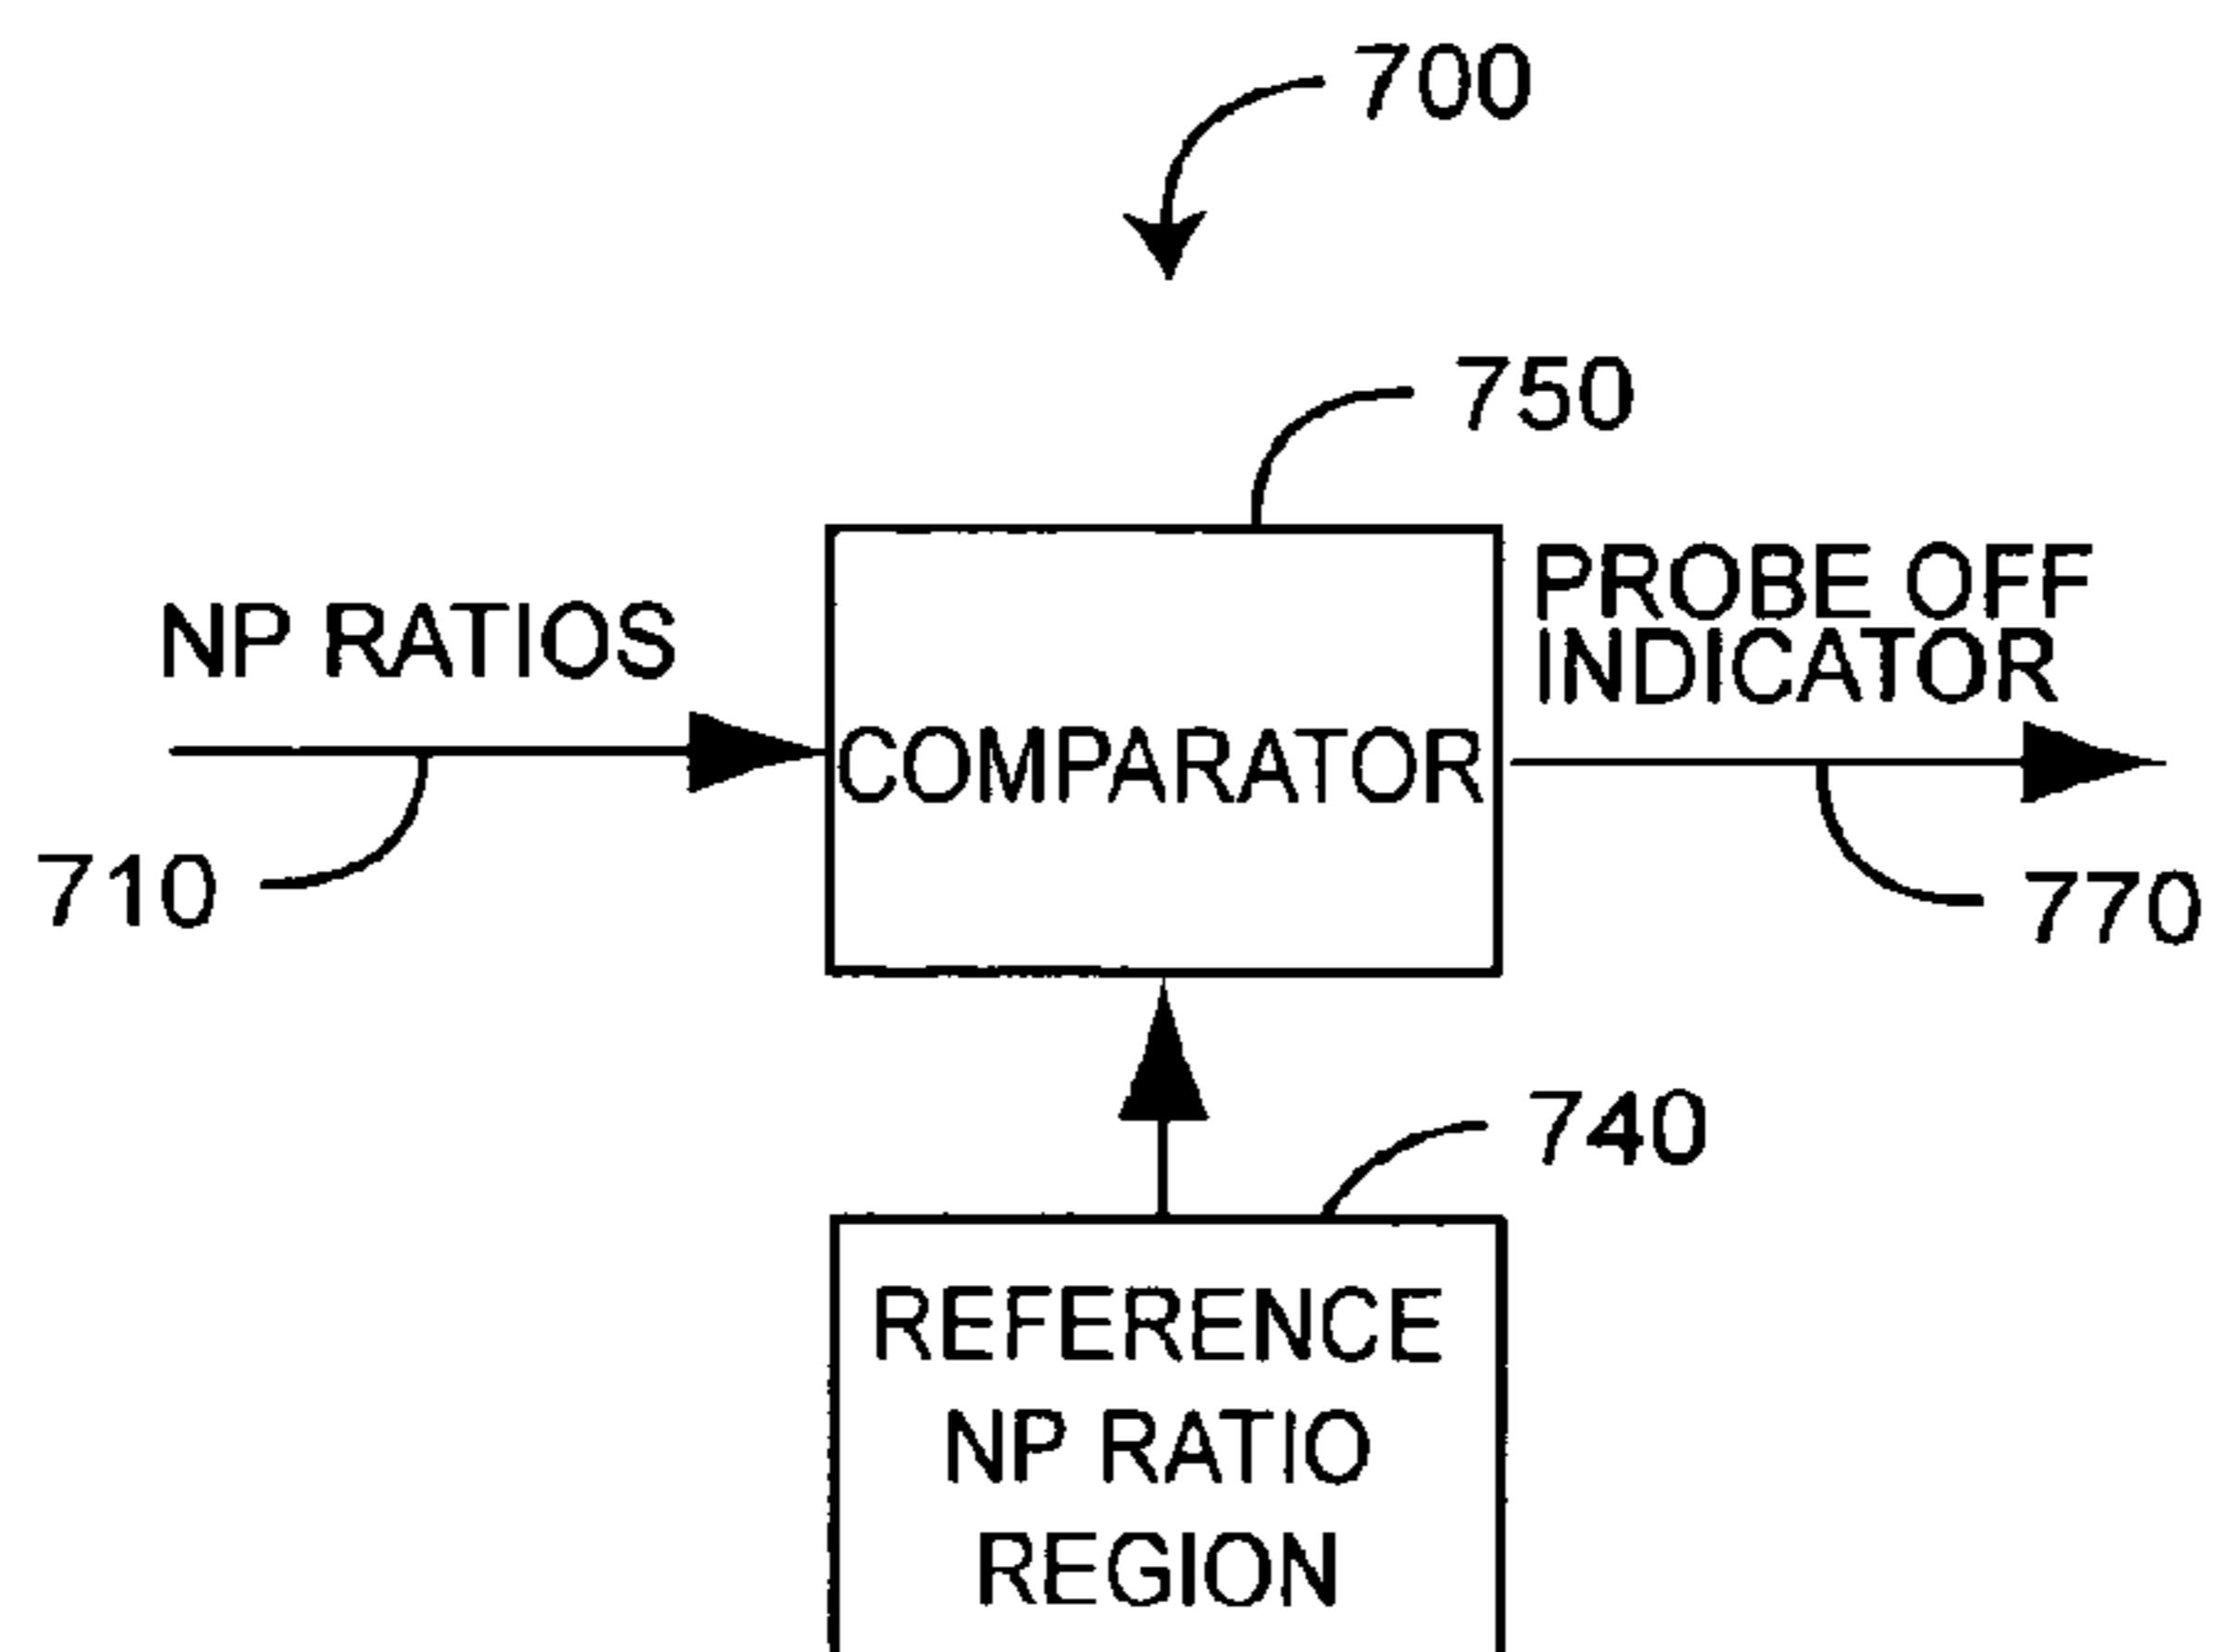 700
750
NP RATIOS
PROBE OFF
INDICATOR
COMPARATOR
710
770
740
REFERENCE
NP RATIO
REGION